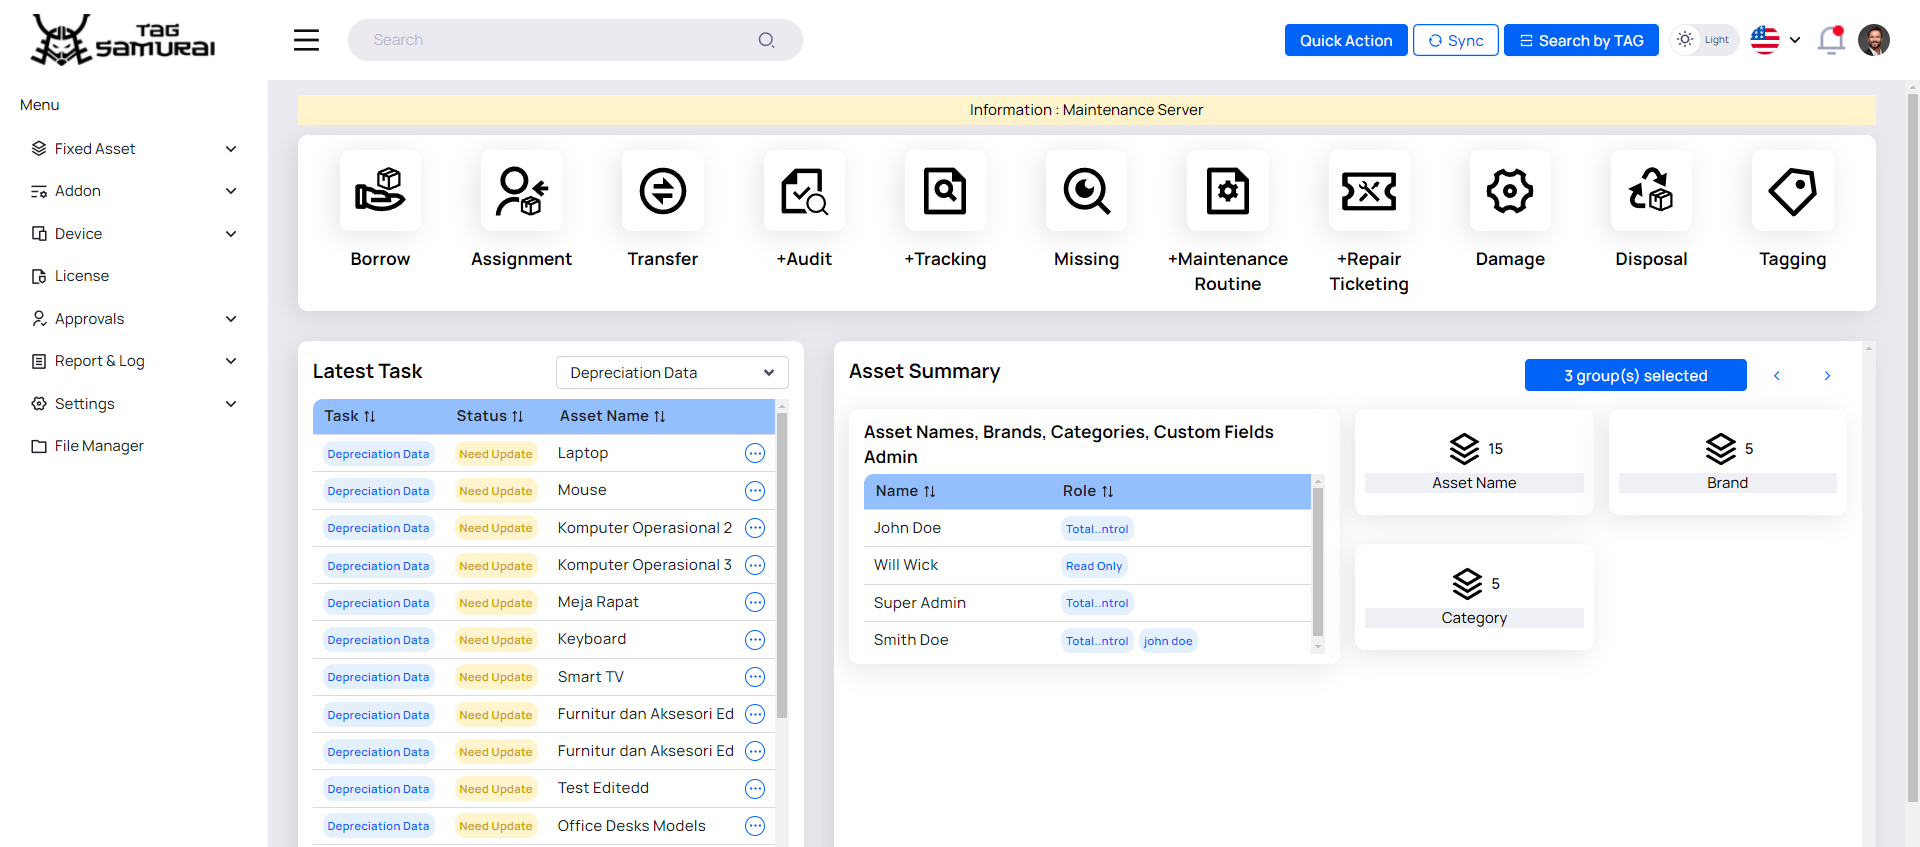 TAG
SAMURAI
Search
Quick Action
Sync
Search by TAG
Light
Menu
Fixed Asset
Addon
Device
License
Approvals
Report & Log
Settings
File Manager
Information : Maintenance Server
Borrow
Assignment
Transfer
+Audit
+Tracking
Missing
+Maintenance
Routine
+Repair
Ticketing
Damage
Disposal
Tagging
Latest Task
Depreciation Data
Task Status Asset Name
Depreciation Data Need Update Laptop
Depreciation Data Need Update Mouse
Depreciation Data Need Update Komputer Operasional 2
Depreciation Data Need Update Komputer Operasional 3
Depreciation Data Need Update Meja Rapat
Depreciation Data Need Update Keyboard
Depreciation Data Need Update Smart TV
Depreciation Data Need Update Furnitur dan Aksesori Ed
Depreciation Data Need Update Furnitur dan Aksesori Ed
Depreciation Data Need Update Test Editedd
Depreciation Data Need Update Office Desks Models
Asset Summary
3 group(s) selected
Asset Names, Brands, Categories, Custom Fields
Admin
Name Role
John Doe Total..ntrol
Will Wick Read Only
Super Admin Total..ntrol
Smith Doe Total..ntrol john doe
15
Asset Name
5
Brand
5
Category